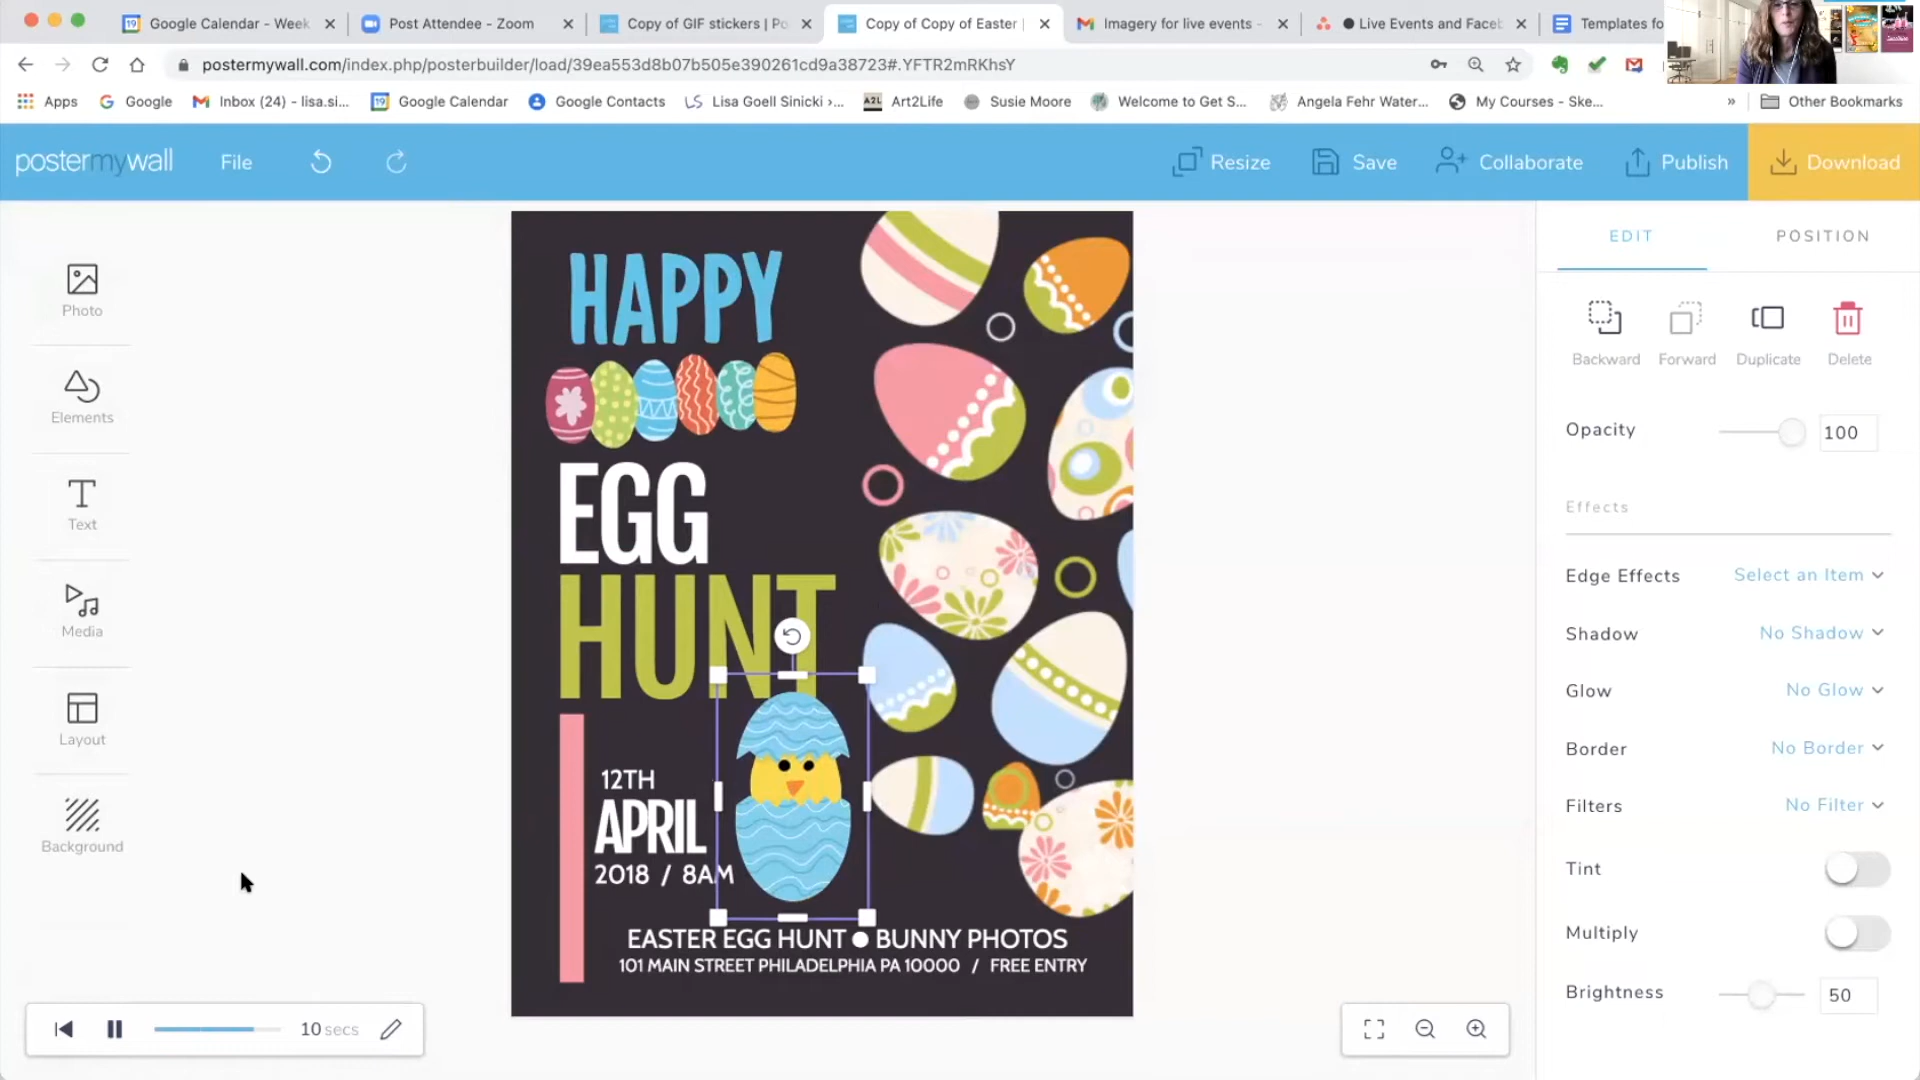 Google Calendar - Week
Post Attendee - Zoom
Copy of GIF stickers | Po
Copy of Copy of Easter |
Imagery for live events -
Live Events and Faceb
Templates fo
postermywall.com/index.php/posterbuilder/load/39ea553d8b07b505e390261cd9a38723#.YFTR2mRKhsY
Apps
Google
Inbox (24) - lisa.si...
Google Calendar
Google Contacts
Lisa Goell Sinicki ›...
Art2Life
Susie Moore
Welcome to Get S...
Angela Fehr Water...
My Courses - Ske...
»
Other Bookmarks
postermywall
File
Resize
Save
Collaborate
Publish
Download
Photo
Elements
Text
Media
Layout
Background
HAPPY
EGG
HUNT
12TH
APRIL
2018 / 8AM
EASTER EGG HUNT ● BUNNY PHOTOS
101 MAIN STREET PHILADELPHIA PA 10000 / FREE ENTRY
10 secs
EDIT
POSITION
Backward
Forward
Duplicate
Delete
Opacity
100
Effects
Edge Effects
Select an Item
Shadow
No Shadow
Glow
No Glow
Border
No Border
Filters
No Filter
Tint
Multiply
Brightness
50